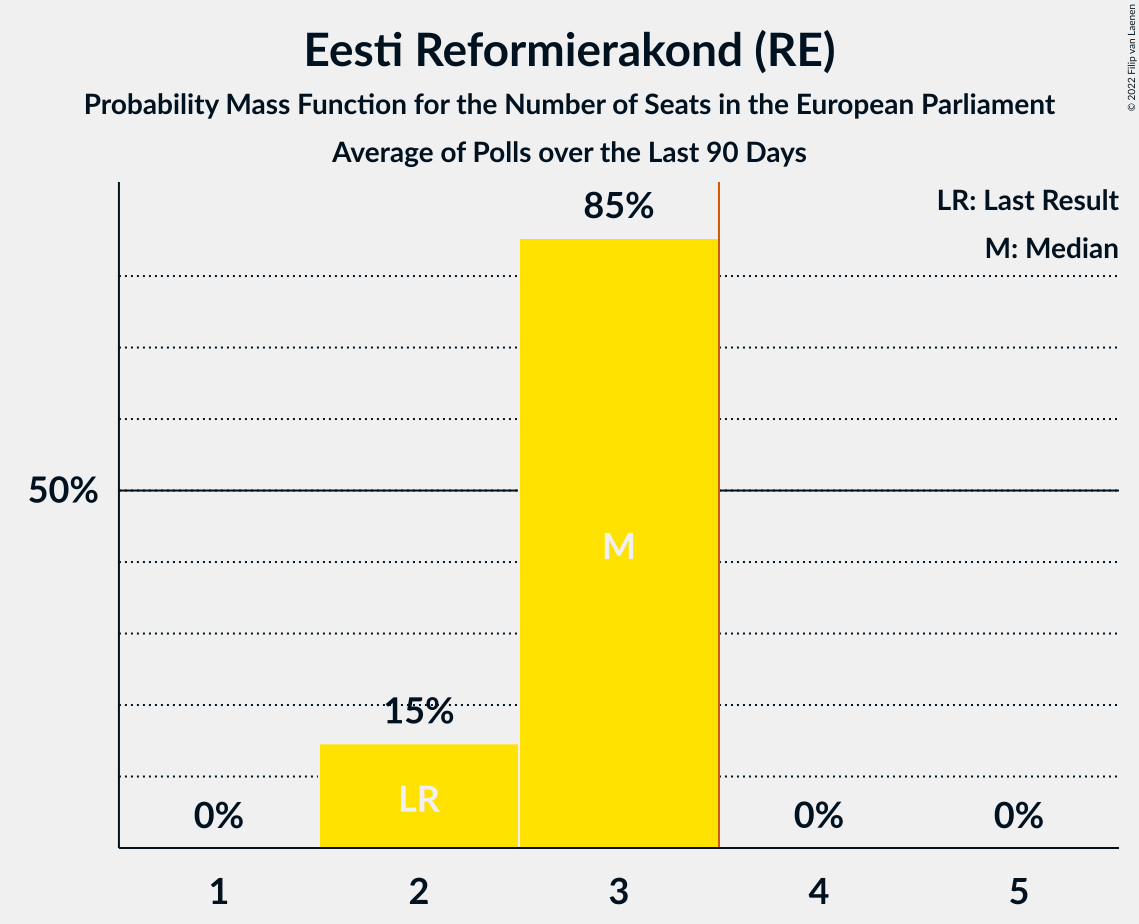 Eesti Reformierakond (RE)
Probability Mass Function for the Number of Seats in the European Parliament
Average of Polls over the Last 90 Days
© 2022 Filip van Laenen
LR: Last Result
M: Median
85%
50%
M
15%
LR
0%
0%
0%
1
2
3
4
5